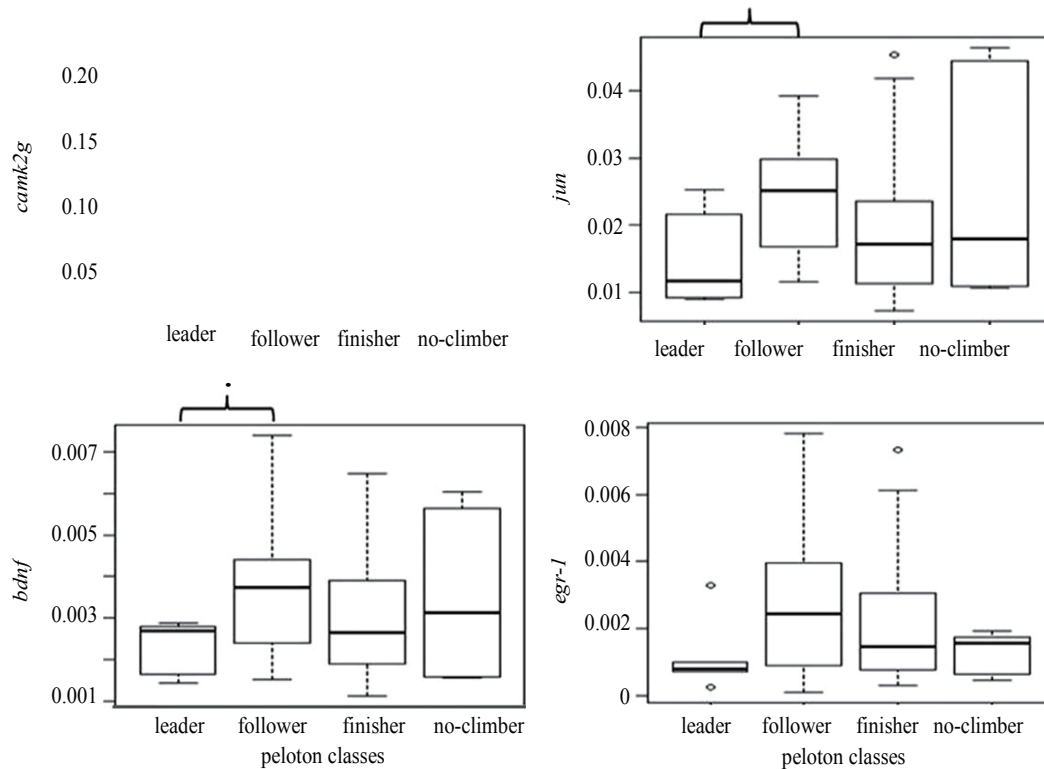 camk2g
0.20
0.15
0.10
0.05
leader follower finisher no-climber
jun
0.04
0.03
0.02
0.01
leader follower finisher no-climber
bdnf
0.007
0.005
0.003
0.001
leader follower finisher no-climber
peloton classes
egr-1
0.008
0.006
0.004
0.002
0
leader follower finisher no-climber
peloton classes